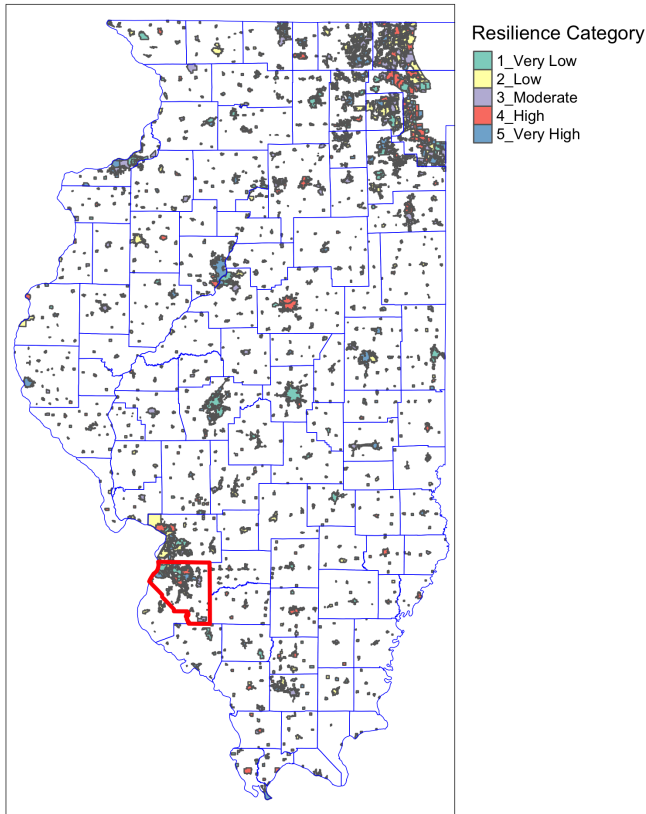 Resilience Category
1_Very Low
2_Low
3_Moderate
4_High
5_Very High